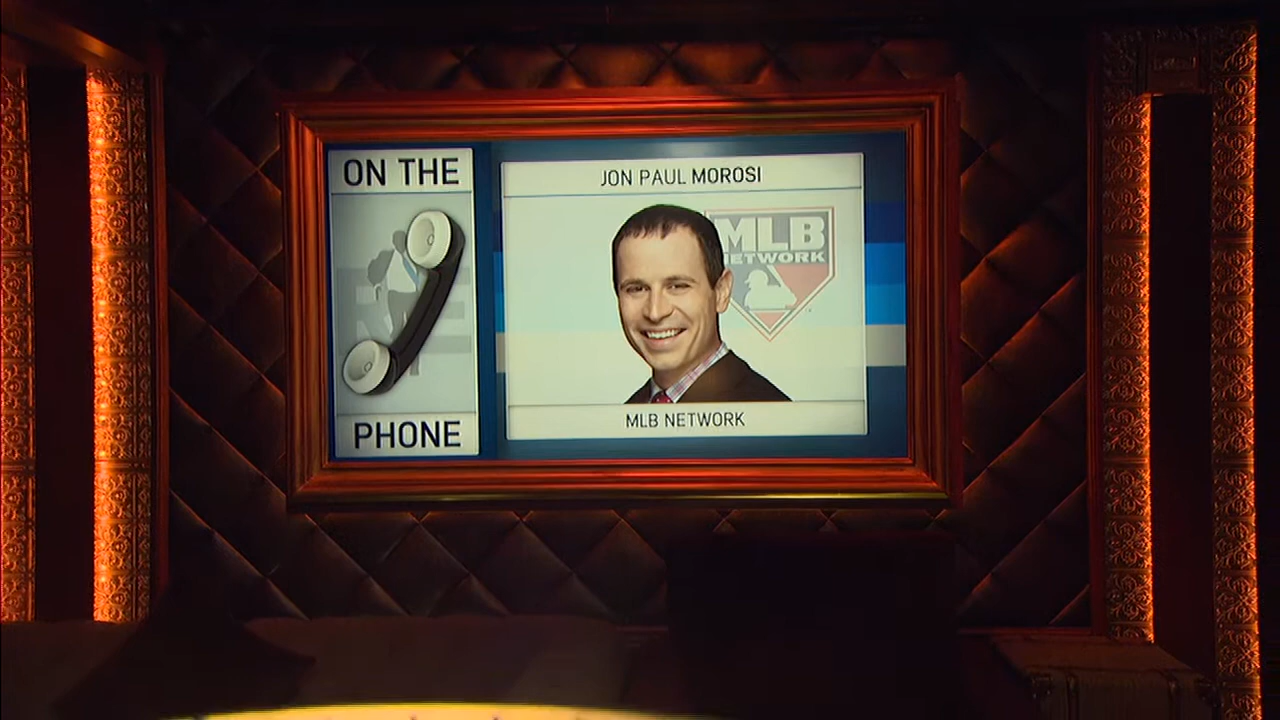 ON THE
PHONE
JON PAUL MOROSI
MLB
NETWORK
MLB NETWORK